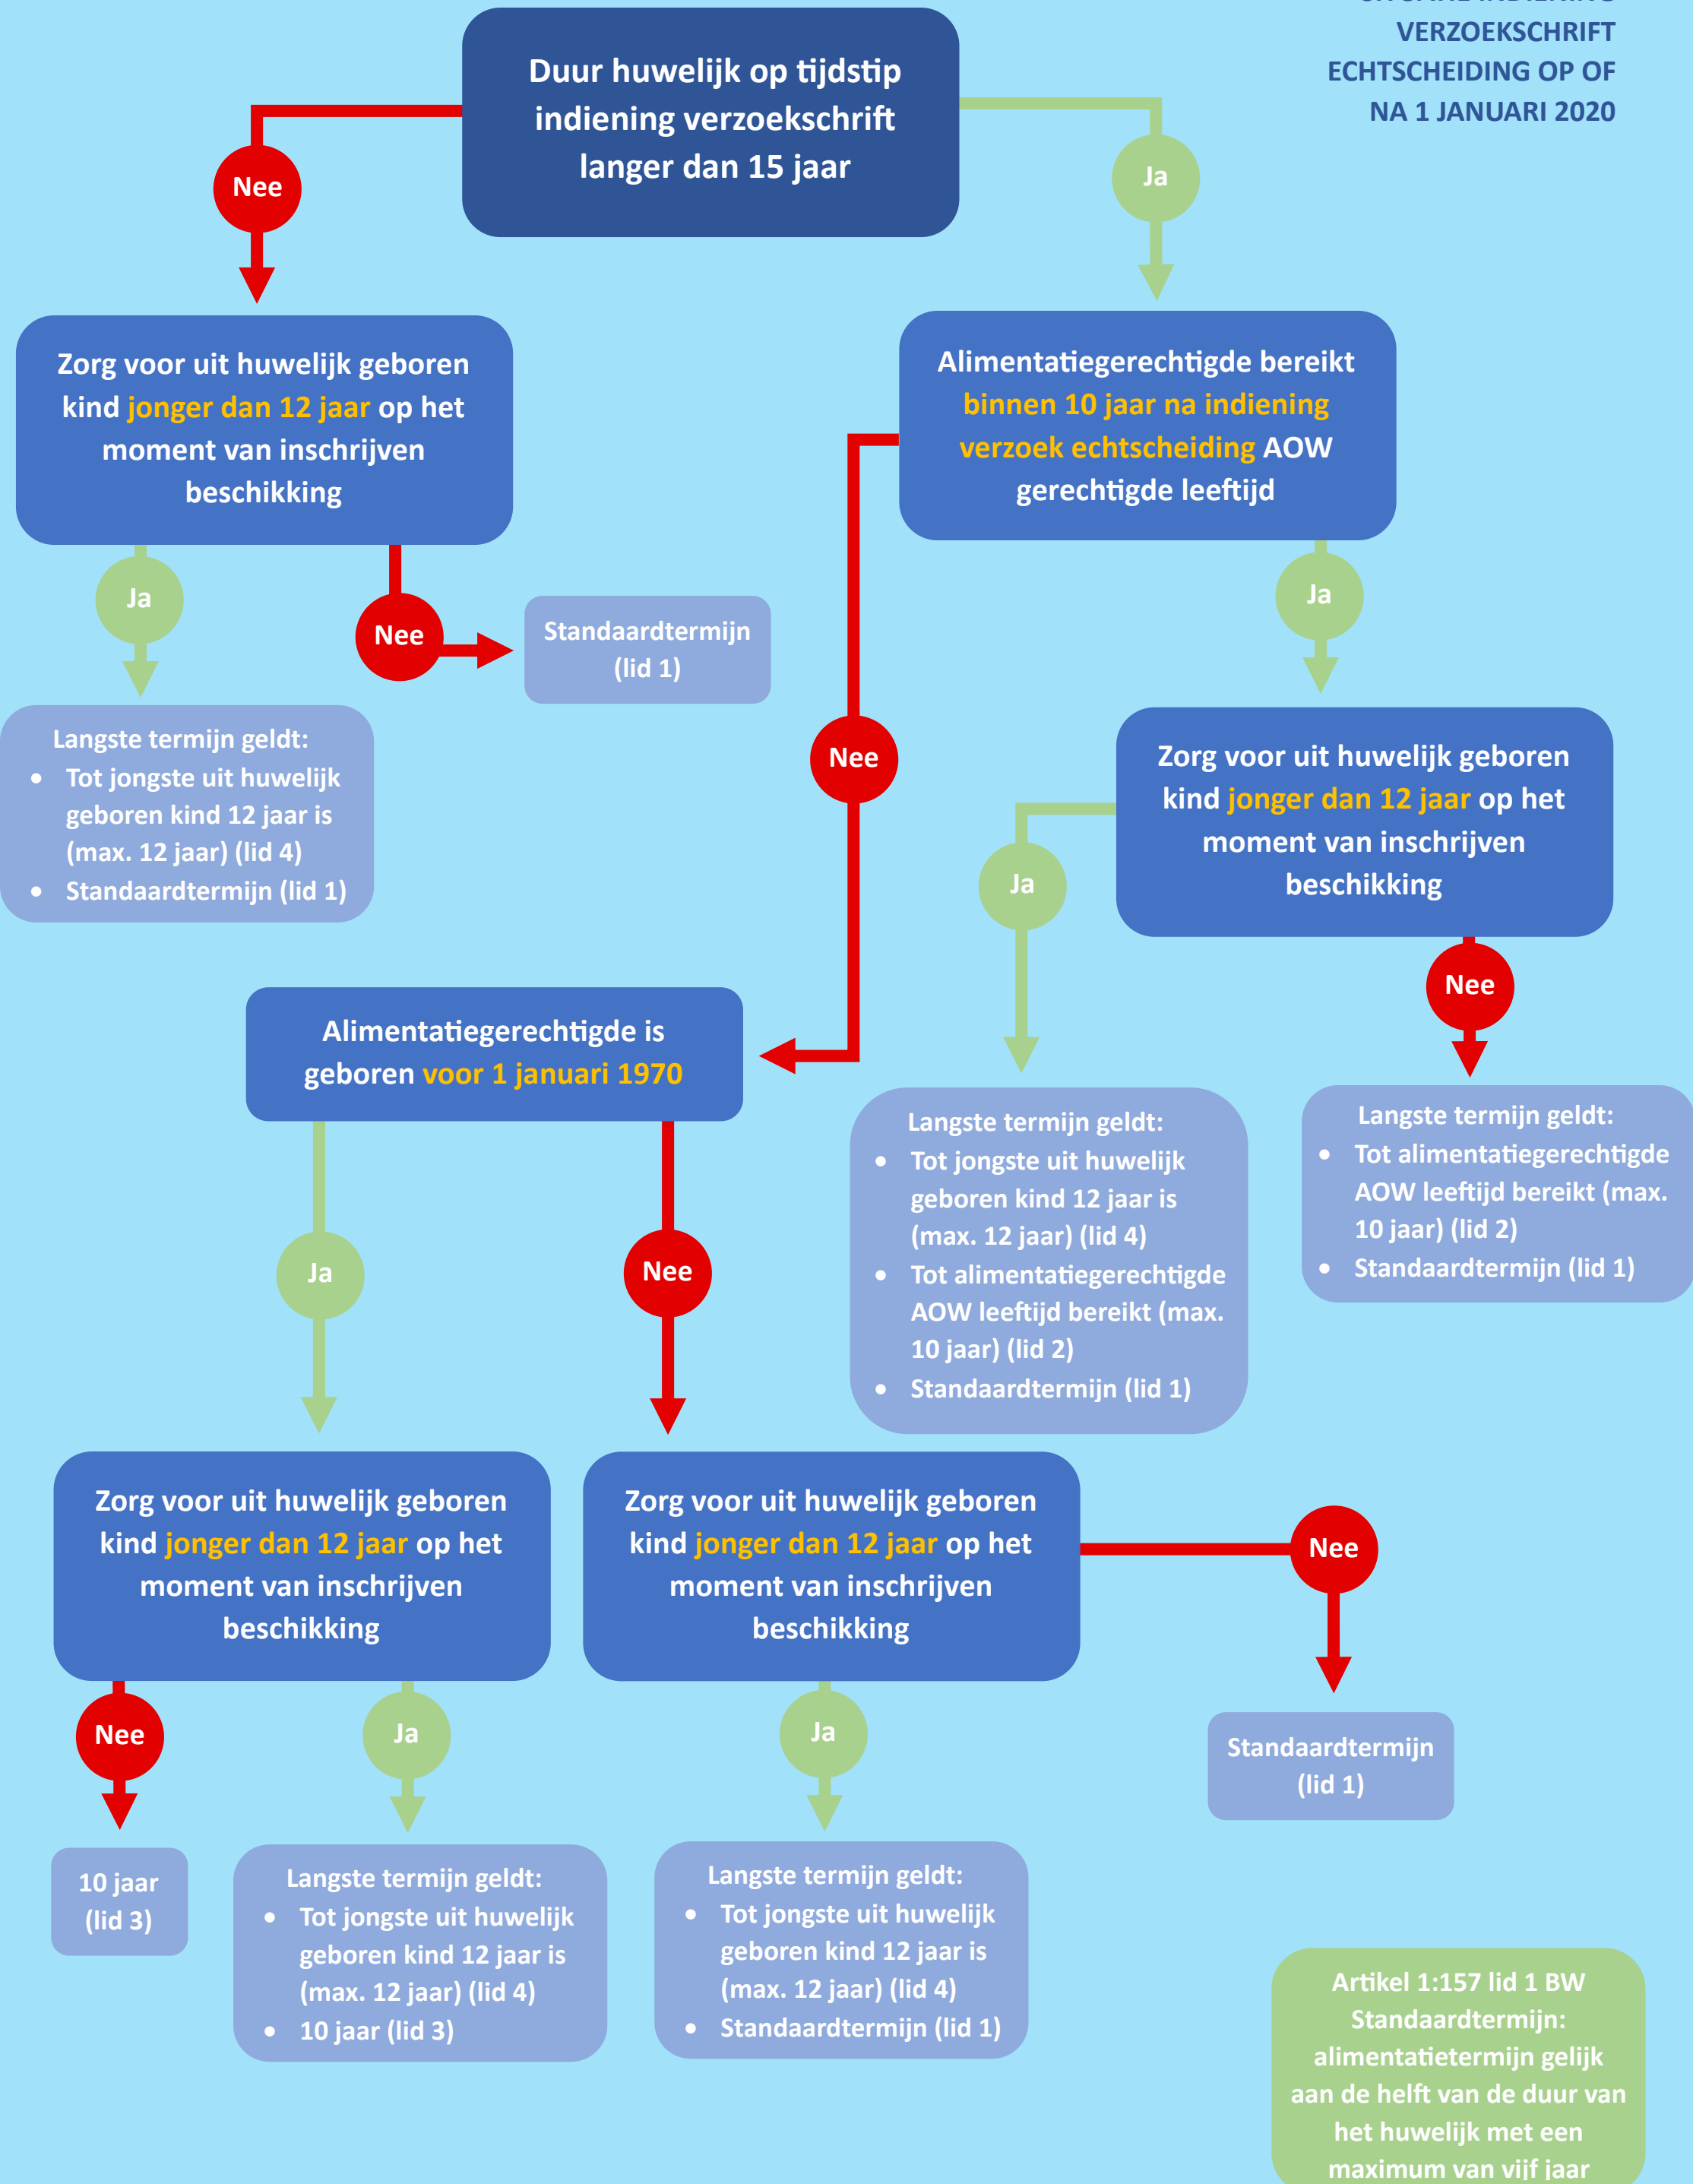 VERZOEKSCHRIFT
ECHTSCHEIDING OP OF
NA 1 JANUARI 2020
Duur huwelijk op tijdstip
indiening verzoekschrift
langer dan 15 jaar
Nee
Ja
Zorg voor uit huwelijk geboren
kind jonger dan 12 jaar op het
moment van inschrijven
beschikking
Alimentatiegerechtigde bereikt
binnen 10 jaar na indiening
verzoek echtscheiding AOW
gerechtigde leeftijd
Ja
Nee
Standaardtermijn
(lid 1)
Ja
Langste termijn geldt:
• Tot jongste uit huwelijk
geboren kind 12 jaar is
(max. 12 jaar) (lid 4)
• Standaardtermijn (lid 1)
Nee
Zorg voor uit huwelijk geboren
kind jonger dan 12 jaar op het
moment van inschrijven
beschikking
Ja
Nee
Alimentatiegerechtigde is
geboren voor 1 januari 1970
Langste termijn geldt:
• Tot jongste uit huwelijk
geboren kind 12 jaar is
(max. 12 jaar) (lid 4)
• Tot alimentatiegerechtigde
AOW leeftijd bereikt (max.
10 jaar) (lid 2)
• Standaardtermijn (lid 1)
Langste termijn geldt:
• Tot alimentatiegerechtigde
AOW leeftijd bereikt (max.
10 jaar) (lid 2)
• Standaardtermijn (lid 1)
Ja
Nee
Zorg voor uit huwelijk geboren
kind jonger dan 12 jaar op het
moment van inschrijven
beschikking
Zorg voor uit huwelijk geboren
kind jonger dan 12 jaar op het
moment van inschrijven
beschikking
Nee
Nee
Ja
Ja
Standaardtermijn
(lid 1)
10 jaar
(lid 3)
Langste termijn geldt:
• Tot jongste uit huwelijk
geboren kind 12 jaar is
(max. 12 jaar) (lid 4)
• 10 jaar (lid 3)
Langste termijn geldt:
• Tot jongste uit huwelijk
geboren kind 12 jaar is
(max. 12 jaar) (lid 4)
• Standaardtermijn (lid 1)
Artikel 1:157 lid 1 BW
Standaardtermijn:
alimentatietermijn gelijk
aan de helft van de duur van
het huwelijk met een
maximum van vijf jaar